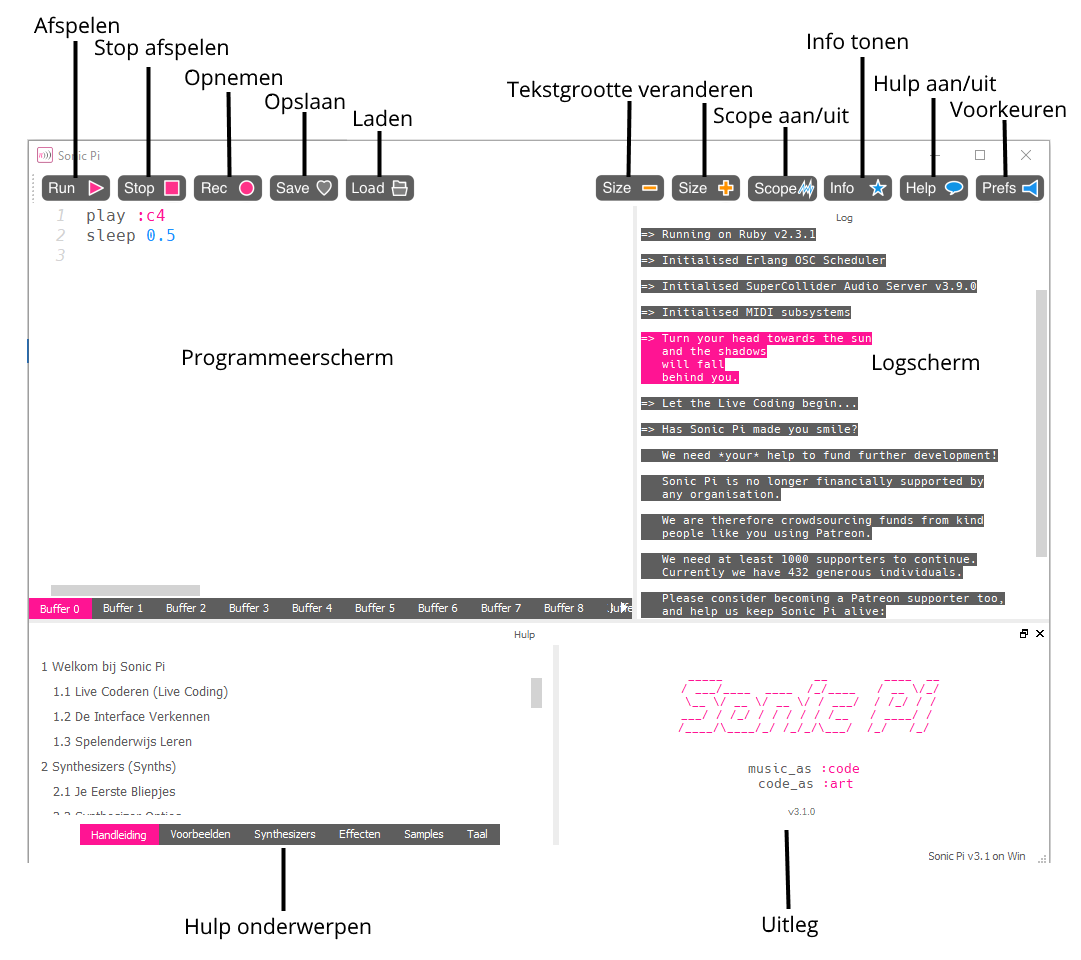 Afspelen
Stop afspelen
Opnemen
Opslaan
Laden
Tekstgrootte veranderen
Info tonen
Scope aan/uit
Hulp aan/uit
Voorkeuren
Sonic Pi
Run Stop Rec Save Load Size Size Scope Info Help Prefs
1 play :c4
2 sleep 0.5
3
Programmeerscherm
Log
=> Running on Ruby v2.3.1
=> Initialised Erlang OSC Scheduler
=> Initialised SuperCollider Audio Server v3.9.0
=> Initialised MIDI subsystems
=> Turn your head towards the sun
and the shadows
will fall
behind you.
Logscherm
=> Let the Live Coding begin...
=> Has Sonic Pi made you smile?
We need *your* help to fund further development!
Sonic Pi is no longer financially supported by
any organisation.
We are therefore crowdsourcing funds from kind
people like you using Patreon.
We need at least 1000 supporters to continue.
Currently we have 432 generous individuals.
Please consider becoming a Patreon supporter too,
and help us keep Sonic Pi alive:
Buffer 0 Buffer 1 Buffer 2 Buffer 3 Buffer 4 Buffer 5 Buffer 6 Buffer 7 Buffer 8
Hulp
1 Welkom bij Sonic Pi
1.1 Live Coderen (Live Coding)
1.2 De Interface Verkennen
1.3 Spelenderwijs Leren
2 Synthesizers (Synths)
2.1 Je Eerste Bliepjes
Handleiding Voorbeelden Synthesizers Effecten Samples Taal
Sonic Pi
music_as :code
code_as :art
v3.1.0
Sonic Pi v3.1 on Win
Hulp onderwerpen
Uitleg